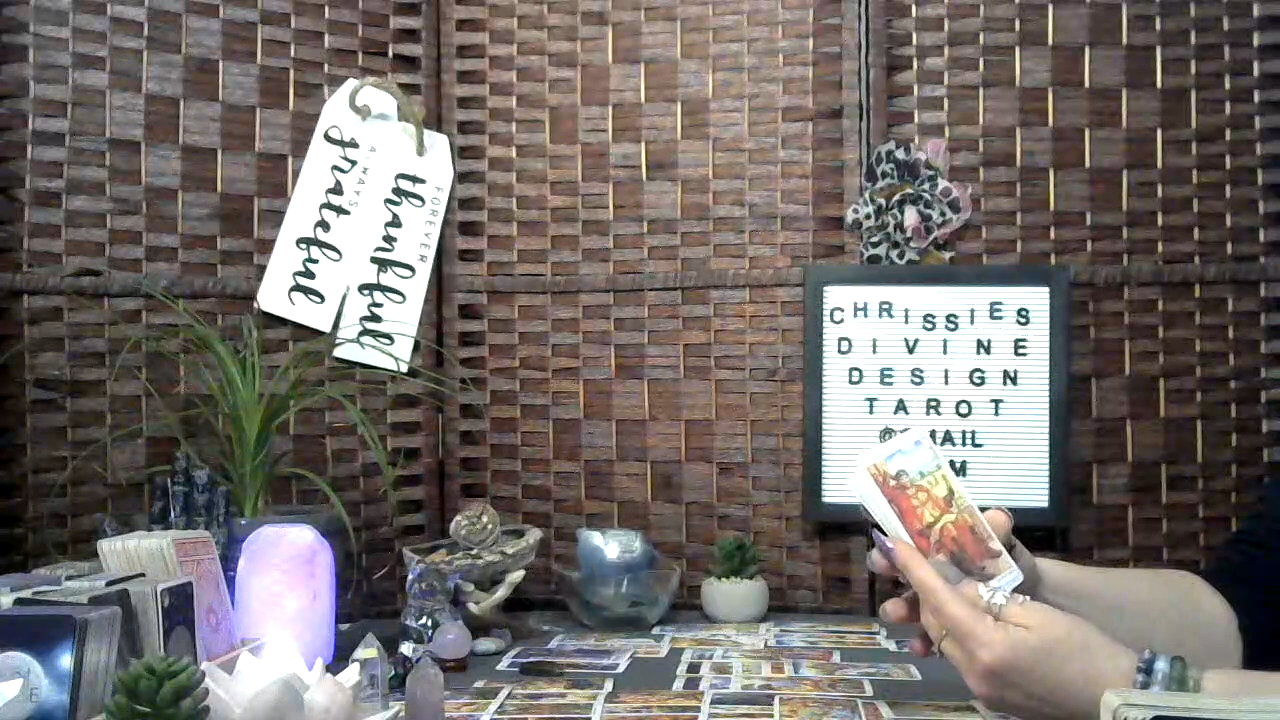 FOREVER
thankful
ALWAYS
grateful
CHRISSIES
DIVINE
DESIGN
TAROT